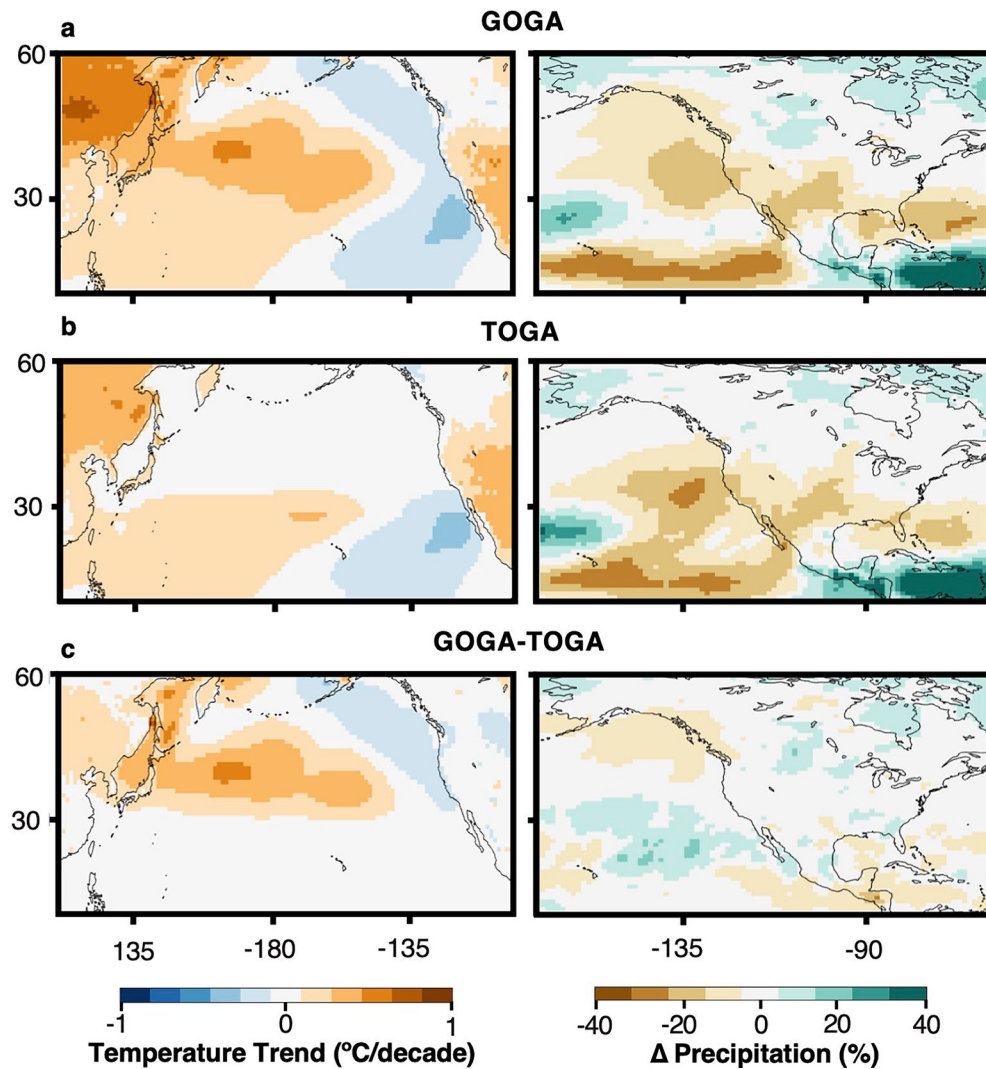 a
GOGA
60
30
b
TOGA
60
30
c
GOGA-TOGA
60
30
135 -180 -135 -135 -90
-1 0 1 -40 -20 0 20 40
Temperature Trend (ºC/decade) Δ Precipitation (%)